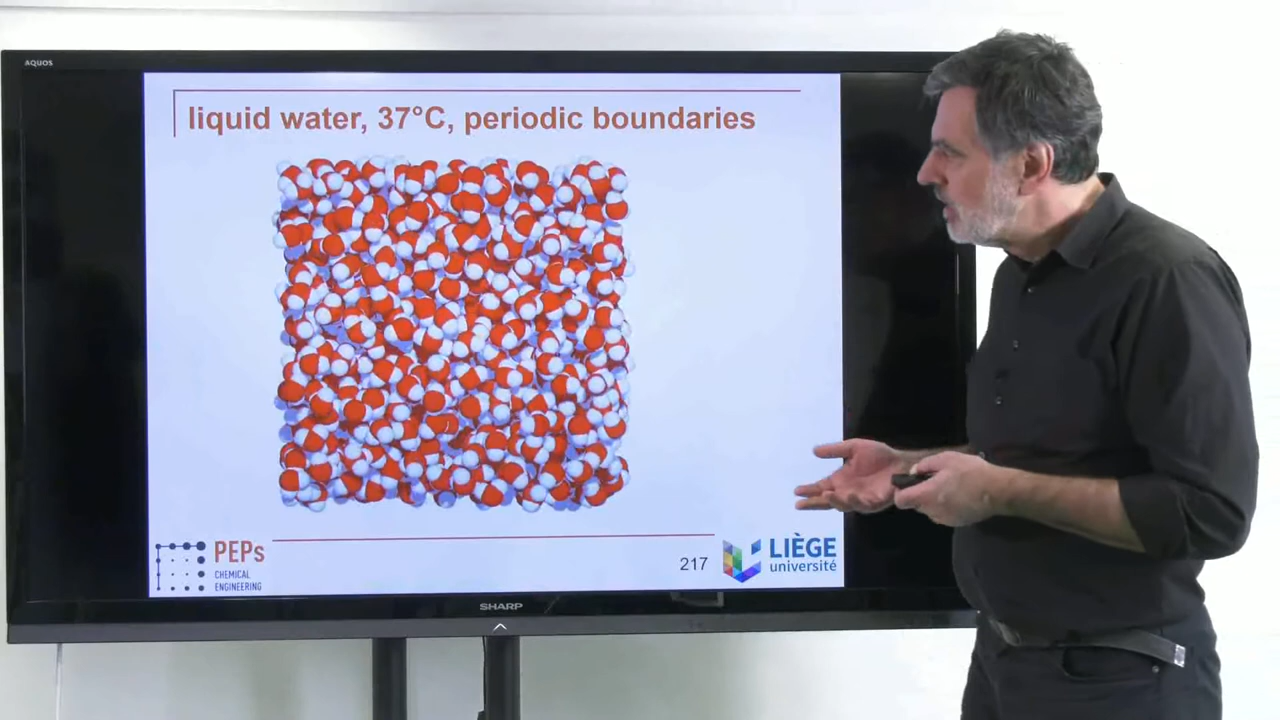 AQUOS
liquid water, 37°C, periodic boundaries
PEPs
CHEMICAL
ENGINEERING
217
LIÈGE
université
SHARP